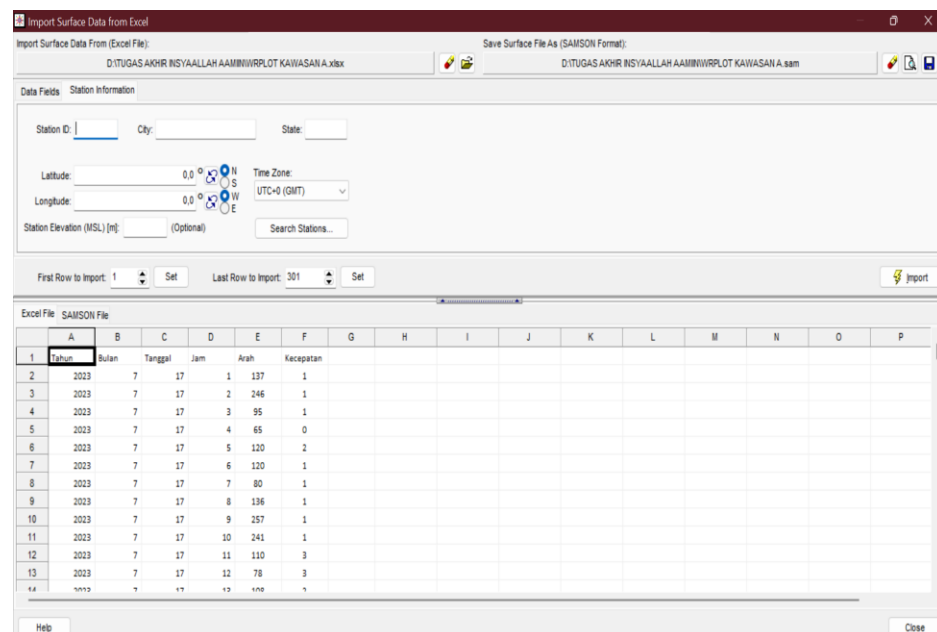 Import Surface Data from Excel
Import Surface Data From (Excel File): Save Surface File As (SAMSON Format):
D:\TUGAS AKHIR INSYAALLAH AAMIIN\WRPLOT KAWASAN A.xlsx D:\TUGAS AKHIR INSYAALLAH AAMIIN\WRPLOT KAWASAN A.sam
Data Fields Station Information
Station ID: City: State:
Latitude: 0,0 ° N S Time Zone:
UTC+0 (GMT)
Longitude: 0,0 ° W E
Station Elevation (MSL) [m]: (Optional) Search Stations...
First Row to Import: 1 Set Last Row to Import: 301 Set Import
Excel File SAMSON File
A B C D E F G H I J K L M N O P
1 Tahun Bulan Tanggal Jam Arah Kecepatan
2 2023 7 17 1 137 1
3 2023 7 17 2 246 1
4 2023 7 17 3 95 1
5 2023 7 17 4 65 0
6 2023 7 17 5 120 2
7 2023 7 17 6 120 1
8 2023 7 17 7 80 1
9 2023 7 17 8 136 1
10 2023 7 17 9 257 1
11 2023 7 17 10 241 1
12 2023 7 17 11 110 3
13 2023 7 17 12 78 3
14 2023 7 17 13 108
Help Close